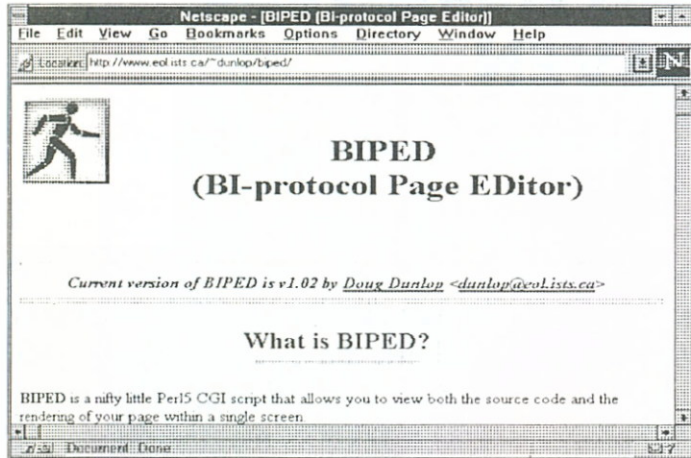 Netscape - [BIPED (BI-protocol Page Editor)]
File Edit View Go Bookmarks Options Directory Window Help
Location: http://www.eol.ists.ca/~dunlop/biped/
N
BIPED
(BI-protocol Page EDitor)
Current version of BIPED is v1.02 by Doug Dunlop <dunlop@eol.ists.ca>
What is BIPED?
BIPED is a nifty little Perl5 CGI script that allows you to view both the source code and the
rendering of your page within a single screen
Document: Done